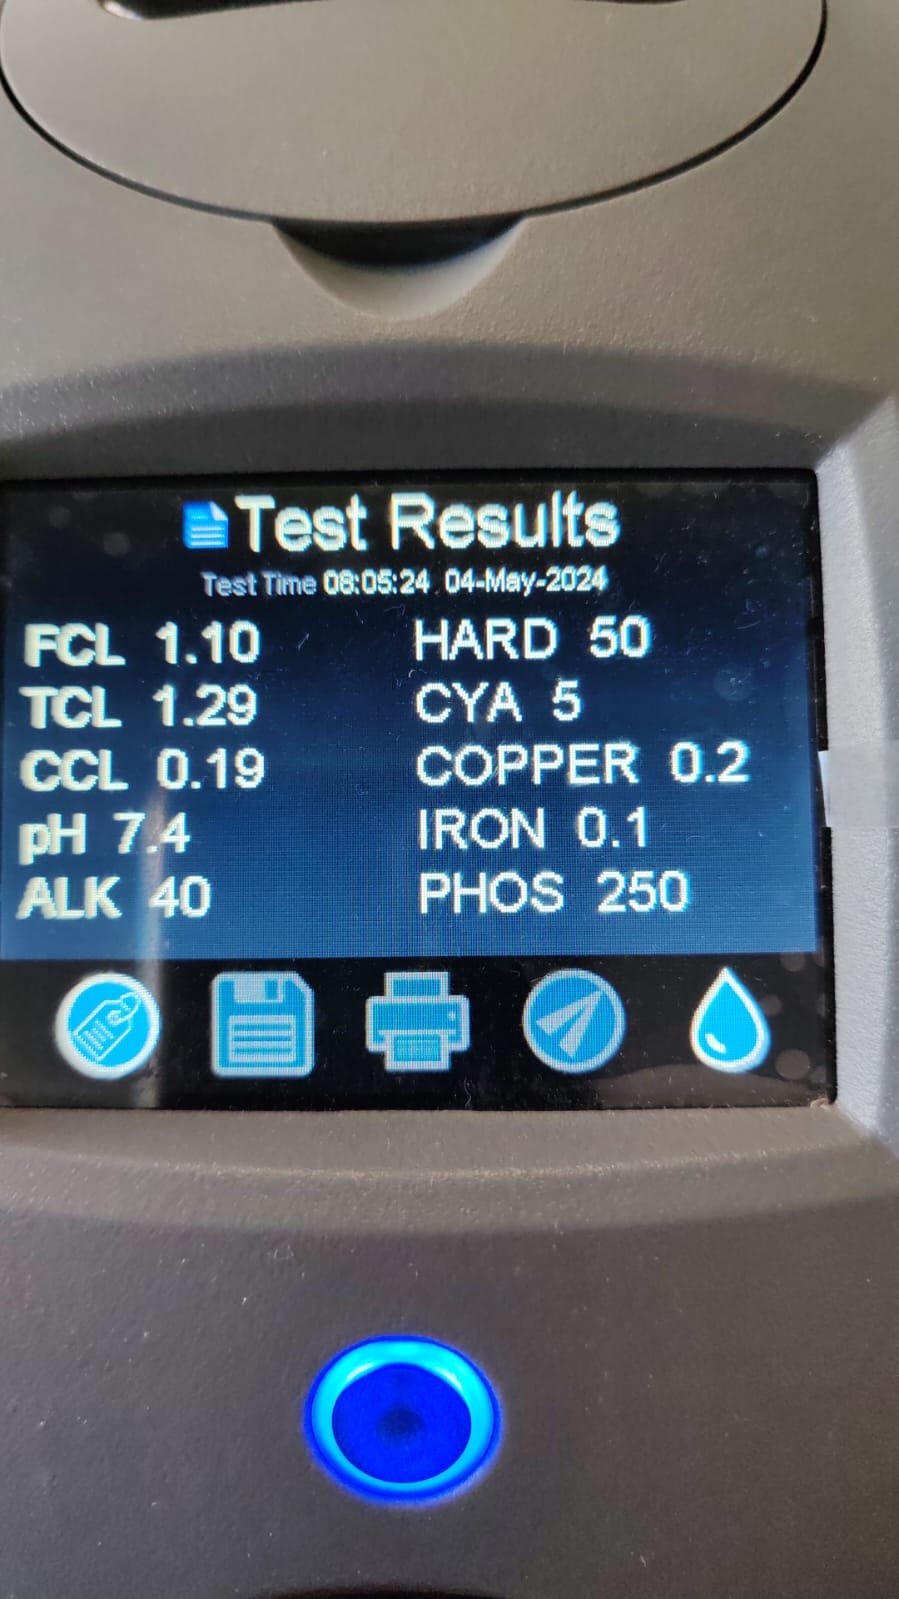 Test Results
Test Time 08:05:24 04-May-2024
FCL 1.10
TCL 1.29
CCL 0.19
pH 7.4
ALK 40
HARD 50
CYA 5
COPPER 0.2
IRON 0.1
PHOS 250